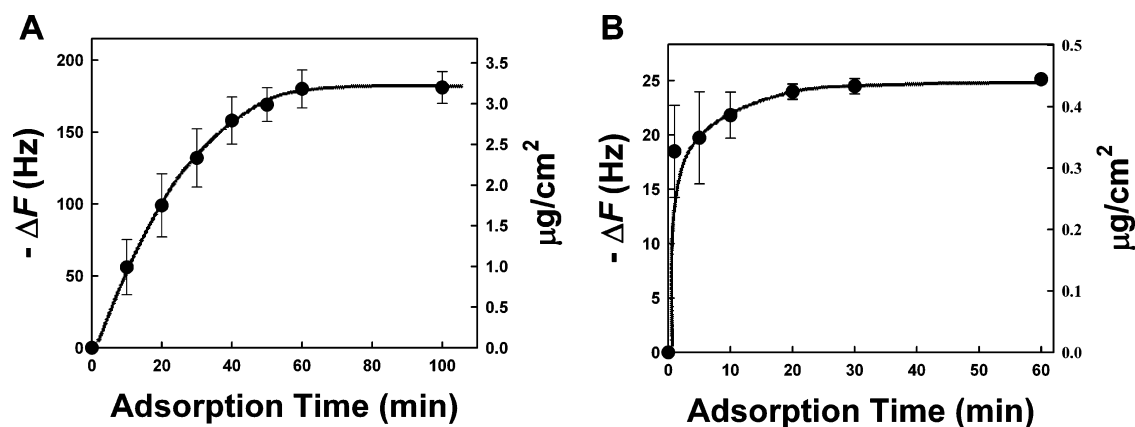 A
200
150
100
50
0
- ΔF (Hz)
3.5
3.0
2.5
2.0
1.5
1.0
0.5
0.0
μg/cm²
0 20 40 60 80 100
Adsorption Time (min)
B
25
20
15
10
5
0
- ΔF (Hz)
0.5
0.4
0.3
0.2
0.1
0.0
μg/cm²
0 10 20 30 40 50 60
Adsorption Time (min)